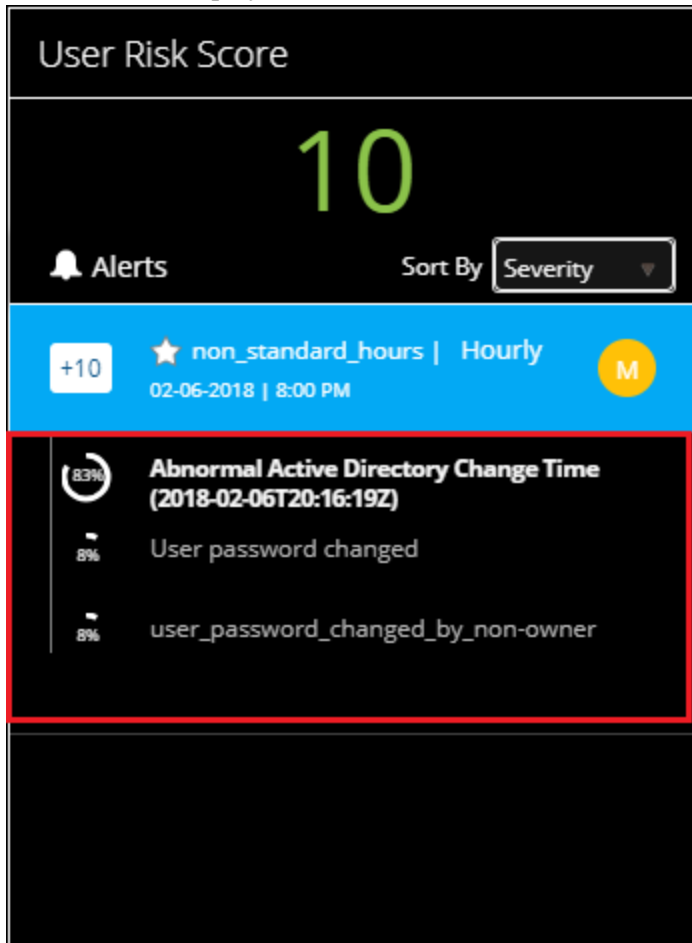 User Risk Score
10
Alerts
Sort By Severity
+10
non_standard_hours | Hourly
02-06-2018 | 8:00 PM
M
83%
Abnormal Active Directory Change Time
(2018-02-06T20:16:19Z)
8%
User password changed
8%
user_password_changed_by_non-owner